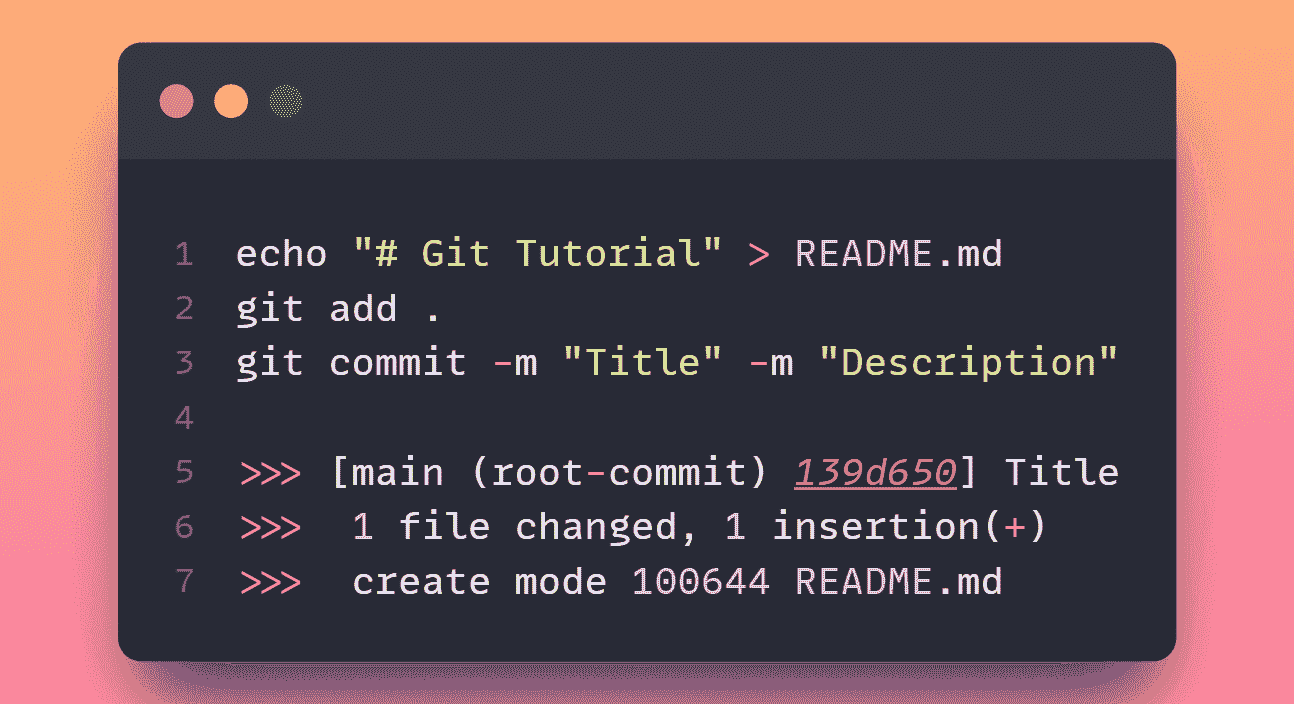 1 echo "# Git Tutorial" > README.md
2 git add .
3 git commit -m "Title" -m "Description"
4
5 >>> [main (root-commit) 139d650] Title
6 >>>  1 file changed, 1 insertion(+)
7 >>>  create mode 100644 README.md